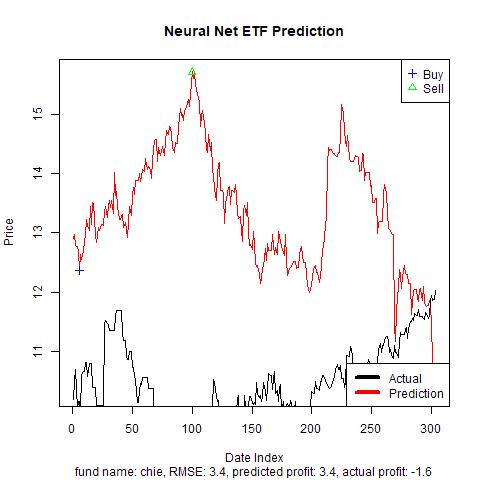 Neural Net ETF Prediction
Buy
Sell
Price
15
14
13
12
11
Actual
Prediction
0 50 100 150 200 250 300
Date Index
fund name: chie, RMSE: 3.4, predicted profit: 3.4, actual profit: -1.6